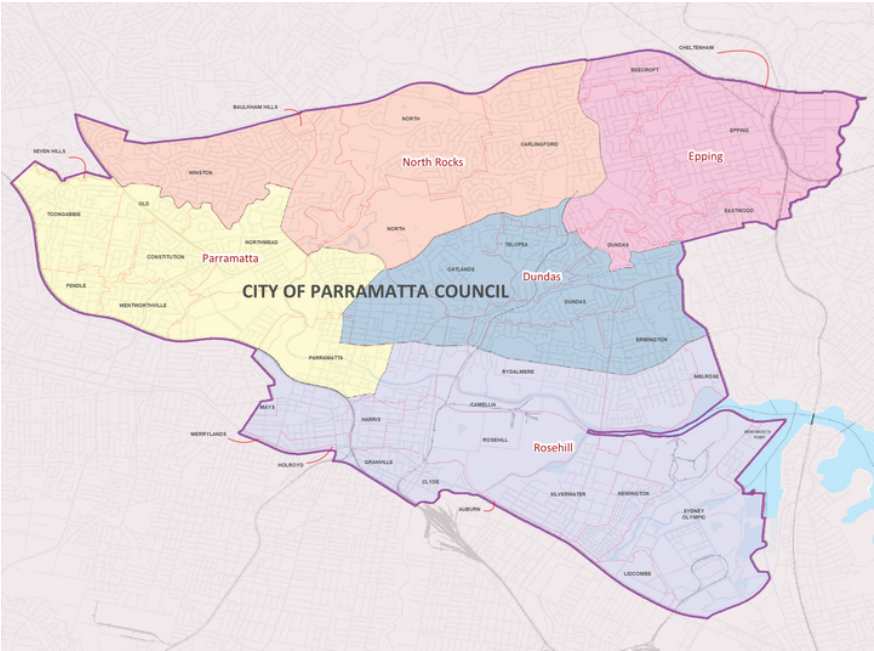 CHELTENHAM
BEECROFT
BAULKHAM HILLS
NORTH
EPPING
CARLINGFORD
SEVEN HILLS
North Rocks
Epping
WINSTON
OLD
TOONGABBIE
EASTWOOD
NORTH
NORTHMEAD
TELOPEA
DUNDAS
CONSTITUTION
Parramatta
OATLANDS
Dundas
PENDLE
CITY OF PARRAMATTA COUNCIL
WENTWORTHVILLE
DUNDAS
ERMINGTON
PARRAMATTA
RYDALMERE
MELROSE
MAYS
CAMELLIA
HARRIS
MERRYLANDS
WENTWORTH
POINT
ROSEHILL
Rosehill
HOLROYD
GRANVILLE
CLYDE
SILVERWATER
NEWINGTON
AUBURN
SYDNEY
OLYMPIC
LIDCOMBE